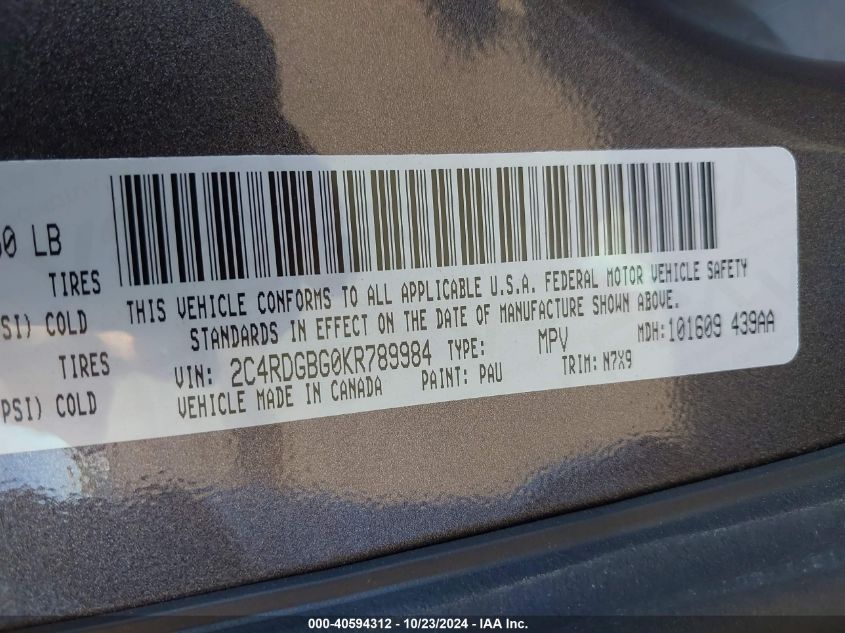 60 LB
TIRES
PSI) COLD
TIRES
PSI) COLD
THIS VEHICLE CONFORMS TO ALL APPLICABLE U.S.A. FEDERAL MOTOR VEHICLE SAFETY
STANDARDS IN EFFECT ON THE DATE OF MANUFACTURE SHOWN ABOVE.
MDH: 101609 439AA
VIN: 2C4RDGBG0KR789984 TYPE: MPV
VEHICLE MADE IN CANADA PAINT: PAU TRIM: N7X9
000-40594312 - 10/23/2024 - IAA Inc.